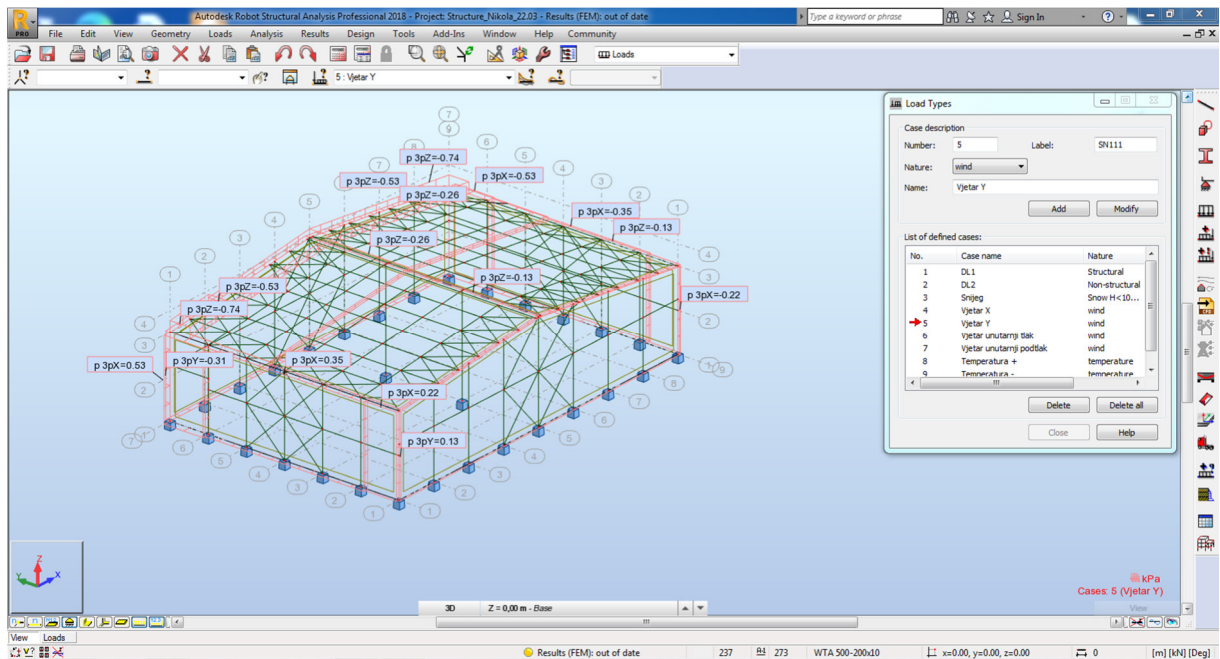 Autodesk Robot Structural Analysis Professional 2018 - Project: Structure_Nikola_22.03 - Results (FEM): out of date
Type a keyword or phrase
Sign In
PRO
File Edit View Geometry Loads Analysis Results Design Tools Add-Ins Window Help Community
Loads
5 : Vjetar Y
Load Types
Case description
Number: 5 Label: SN111
Nature: wind
Name: Vjetar Y
Add Modify
List of defined cases:
No. Case name Nature
1 DL1 Structural
2 DL2 Non-structural
3 Snijeg Snow H<10...
4 Vjetar X wind
5 Vjetar Y wind
6 Vjetar unutarnji tlak wind
7 Vjetar unutarnji podtlak wind
8 Temperatura + temperature
9 Temperatura - temperature
Delete Delete all
Close Help
p 3pZ=-0.74
p 3pZ=-0.53
p 3pX=-0.53
p 3pZ=-0.26
p 3pX=-0.35
p 3pZ=-0.13
p 3pZ=-0.26
p 3pZ=-0.13
p 3pZ=-0.53
p 3pX=-0.22
p 3pZ=-0.74
p 3pX=0.53
p 3pY=-0.31
p 3pX=0.35
p 3pX=0.22
p 3pY=0.13
Z
Y X
kPa
Cases: 5 (Vjetar Y)
3D Z = 0,00 m - Base
View
View Loads
Results (FEM): out of date 237 273 WTA 500-200x10 x=0.00, y=0.00, z=0.00 0 [m] [kN] [Deg]